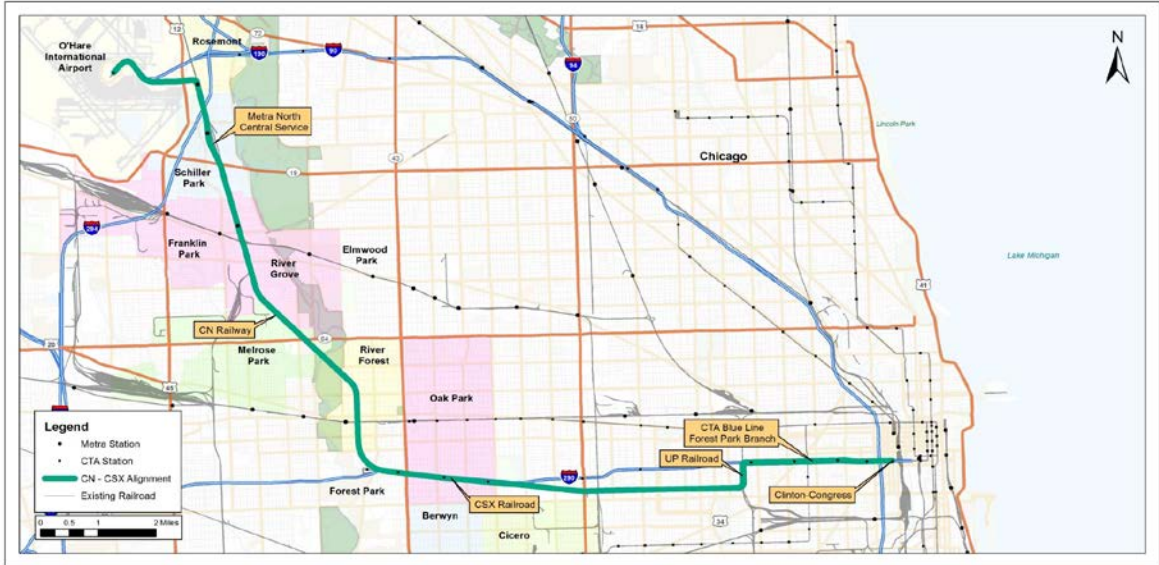 N
O'Hare
International
Airport
Rosemont
12
72
190
90
14
94
50
43
19
Metra North
Central Service
Lincoln Park
Chicago
Schiller
Park
294
Franklin
Park
River
Grove
Elmwood
Park
Lake Michigan
41
CN Railway
64
20
Melrose
Park
River
Forest
45
Oak Park
CTA Blue Line
Forest Park Branch
UP Railroad
290
Forest Park
CSX Railroad
Clinton-Congress
Berwyn
Cicero
34
Legend
Metra Station
CTA Station
CN - CSX Alignment
Existing Railroad
0 0.5 1 2 Miles